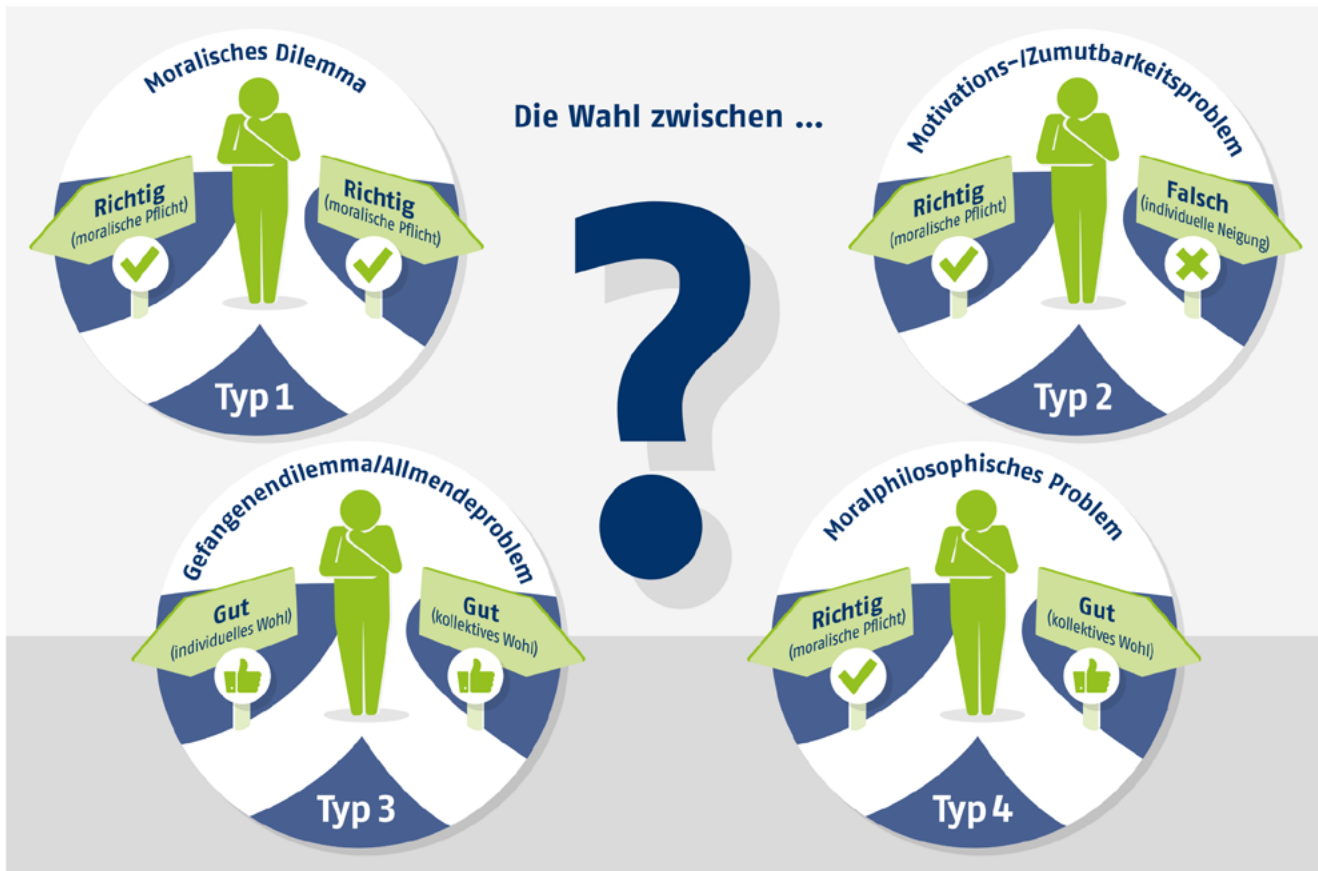 Moralisches Dilemma
Richtig
(moralische Pflicht)
Richtig
(moralische Pflicht)
Typ 1
Die Wahl zwischen ...
?
Motivations-/Zumutbarkeitsproblem
Richtig
(moralische Pflicht)
Falsch
(individuelle Neigung)
Typ 2
Gefangenendilemma/Allmendeproblem
Gut
(individuelles Wohl)
Gut
(kollektives Wohl)
Typ 3
Moralphilosophisches Problem
Richtig
(moralische Pflicht)
Gut
(kollektives Wohl)
Typ 4